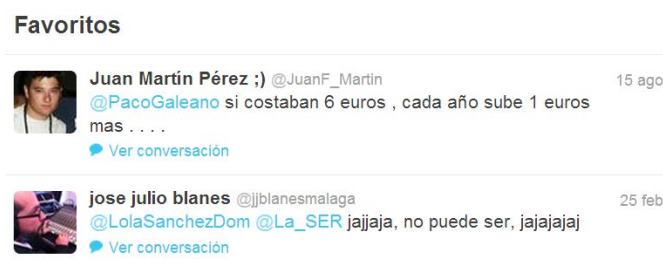 Favoritos
Juan Martín Pérez ;) @JuanF_Martin 15 ago
@PacoGaleano si costaban 6 euros , cada año sube 1 euros
mas . . . .
Ver conversación
jose julio blanes @jjblanesmalaga 25 feb
@LolaSanchezDom @La_SER jajjaja, no puede ser, jajajajaj
Ver conversación